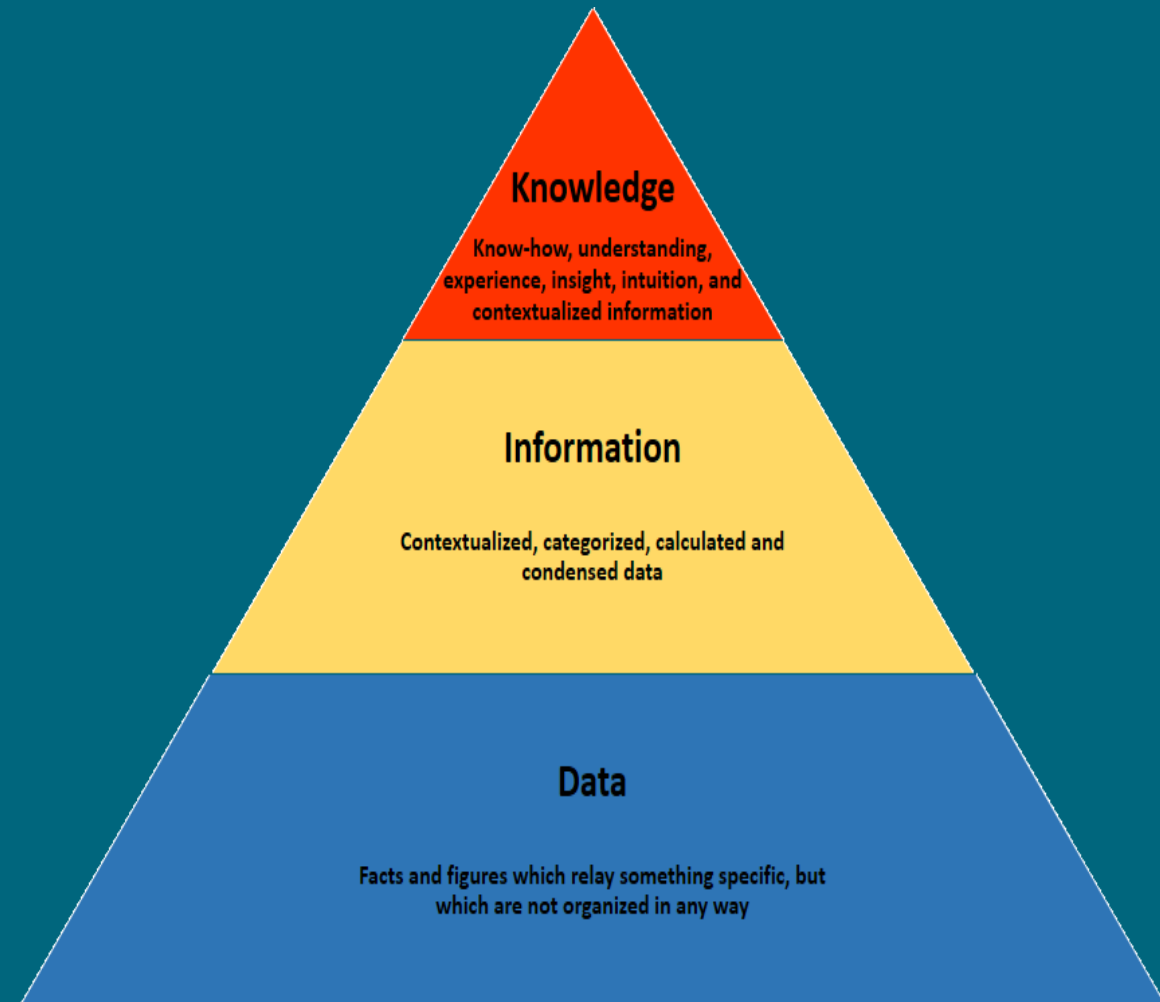 Knowledge
Know-how, understanding,
experience, insight, intuition, and
contextualized information
Information
Contextualized, categorized, calculated and
condensed data
Data
Facts and figures which relay something specific, but
which are not organized in any way